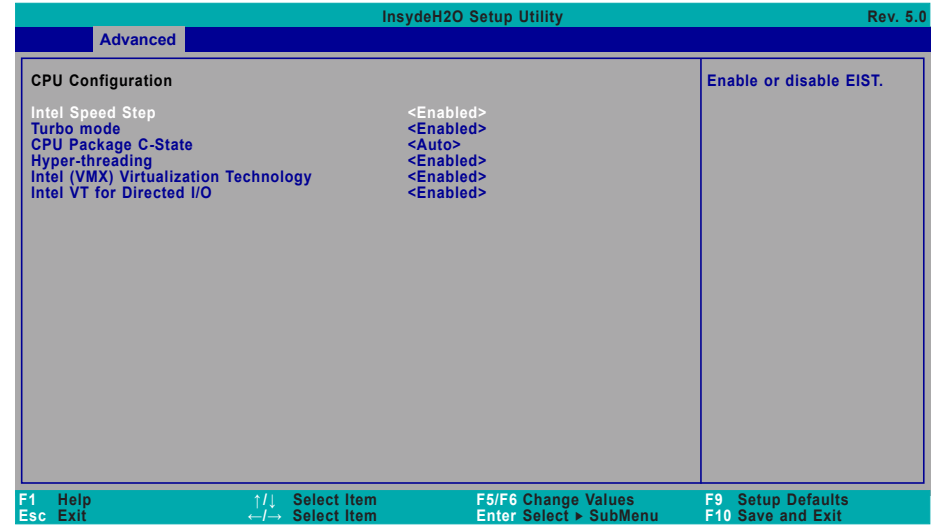 InsydeH2O Setup Utility Rev. 5.0
Advanced
CPU Configuration Enable or disable EIST.
Intel Speed Step <Enabled>
Turbo mode <Enabled>
CPU Package C-State <Auto>
Hyper-threading <Enabled>
Intel (VMX) Virtualization Technology <Enabled>
Intel VT for Directed I/O <Enabled>
F1 Help ↑/↓ Select Item F5/F6 Change Values F9 Setup Defaults
Esc Exit ←/→ Select Item Enter Select ▶ SubMenu F10 Save and Exit